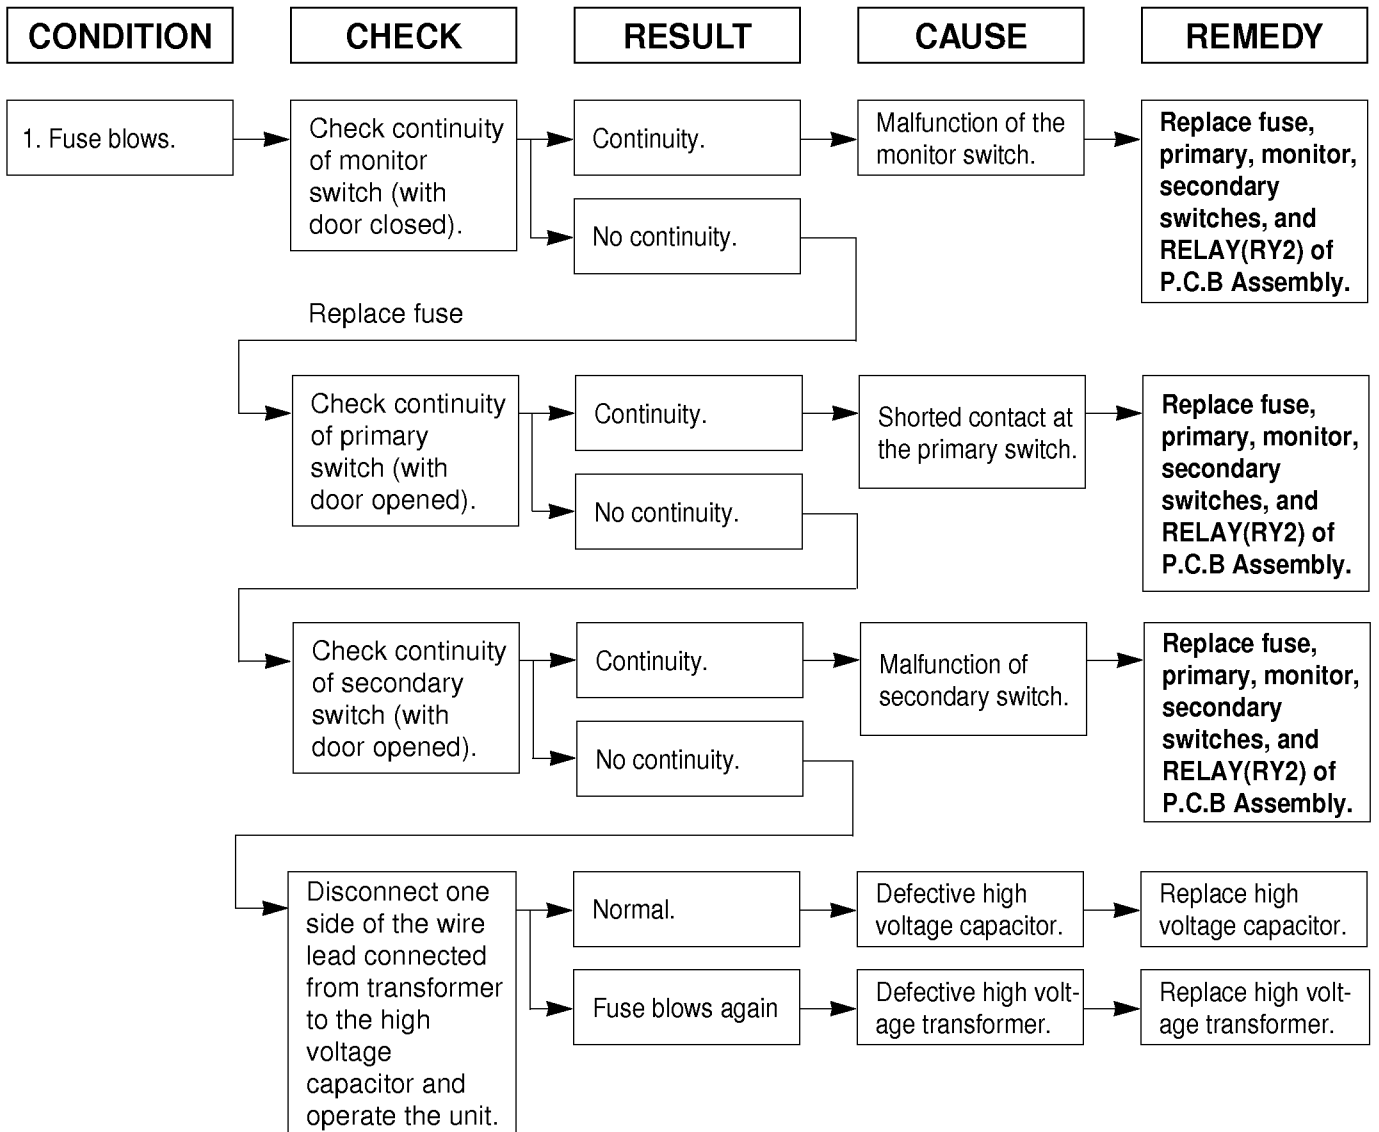 CONDITION
CHECK
RESULT
CAUSE
REMEDY
1. Fuse blows.
Check continuity
of monitor
switch (with
door closed).
Continuity.
Malfunction of the
monitor switch.
Replace fuse,
primary, monitor,
secondary
switches, and
RELAY(RY2) of
P.C.B Assembly.
No continuity.
Replace fuse
Check continuity
of primary
switch (with
door opened).
Continuity.
Shorted contact at
the primary switch.
Replace fuse,
primary, monitor,
secondary
switches, and
RELAY(RY2) of
P.C.B Assembly.
No continuity.
Check continuity
of secondary
switch (with
door opened).
Continuity.
Malfunction of
secondary switch.
Replace fuse,
primary, monitor,
secondary
switches, and
RELAY(RY2) of
P.C.B Assembly.
No continuity.
Disconnect one
side of the wire
lead connected
from transformer
to the high
voltage
capacitor and
operate the unit.
Normal.
Defective high
voltage capacitor.
Replace high
voltage capacitor.
Fuse blows again
Defective high volt-
age transformer.
Replace high volt-
age transformer.